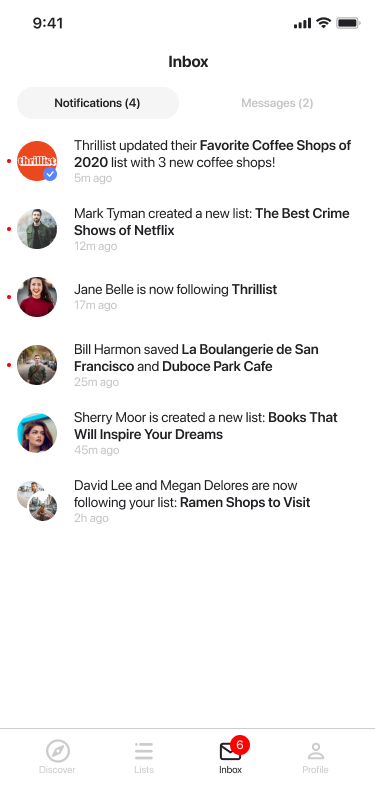 9:41
Inbox
Notifications (4)
Messages (2)
thrillist
Thrillist updated their Favorite Coffee Shops of
2020 list with 3 new coffee shops!
5m ago
Mark Tyman created a new list: The Best Crime
Shows of Netflix
12m ago
Jane Belle is now following Thrillist
17m ago
Bill Harmon saved La Boulangerie de San
Francisco and Duboce Park Cafe
25m ago
Sherry Moor is created a new list: Books That
Will Inspire Your Dreams
45m ago
David Lee and Megan Delores are now
following your list: Ramen Shops to Visit
2h ago
6
Discover
Lists
Inbox
Profile